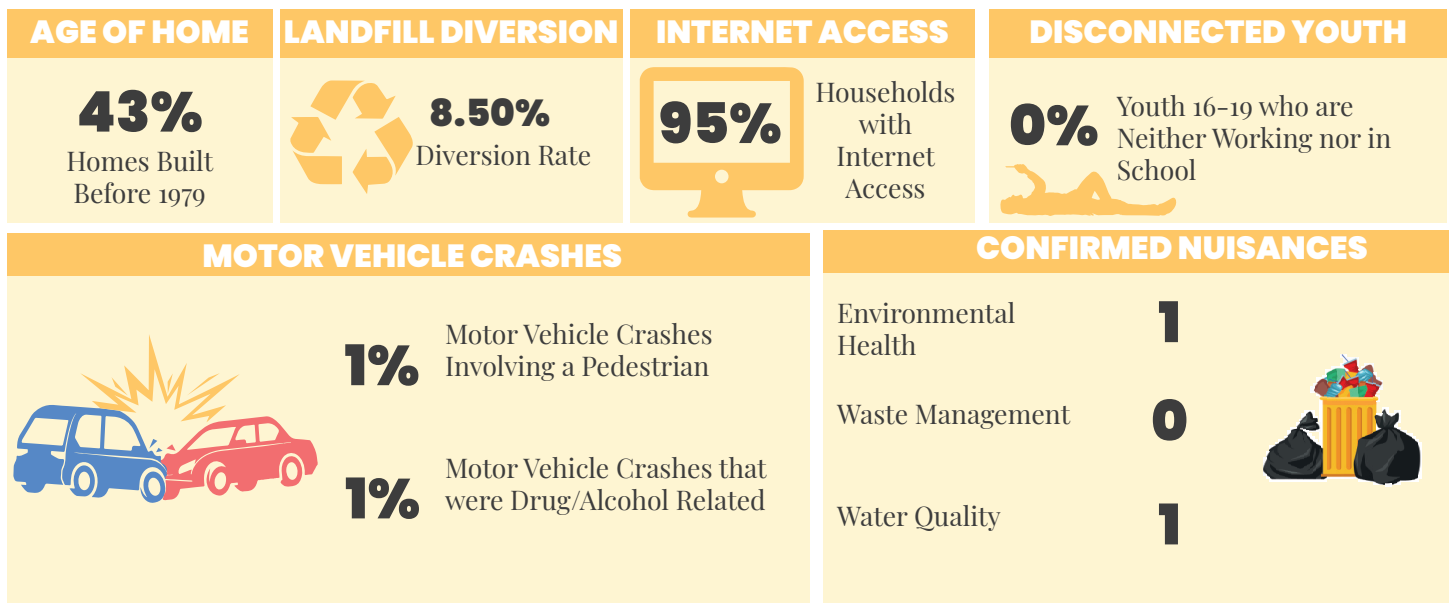 AGE OF HOME
43%
Homes Built
Before 1979
LANDFILL DIVERSION
8.50%
Diversion Rate
INTERNET ACCESS
95%
Households
with
Internet
Access
DISCONNECTED YOUTH
0%
Youth 16-19 who are
Neither Working nor in
School
MOTOR VEHICLE CRASHES
1%
Motor Vehicle Crashes
Involving a Pedestrian
1%
Motor Vehicle Crashes that
were Drug/Alcohol Related
CONFIRMED NUISANCES
Environmental
Health
1
Waste Management
0
Water Quality
1